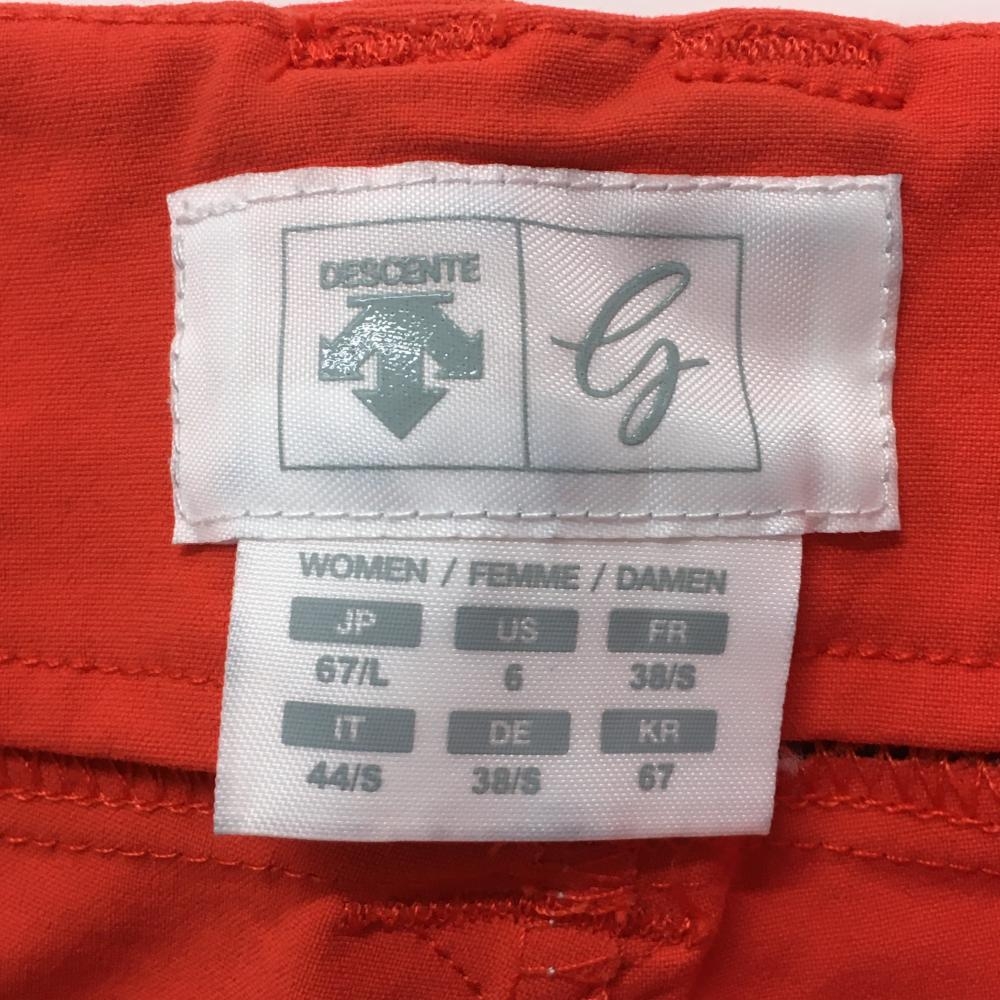 DESCENTE
G
WOMEN / FEMME / DAMEN
JP US FR
67/L 6 38/S
IT DE KR
44/S 38/S 67